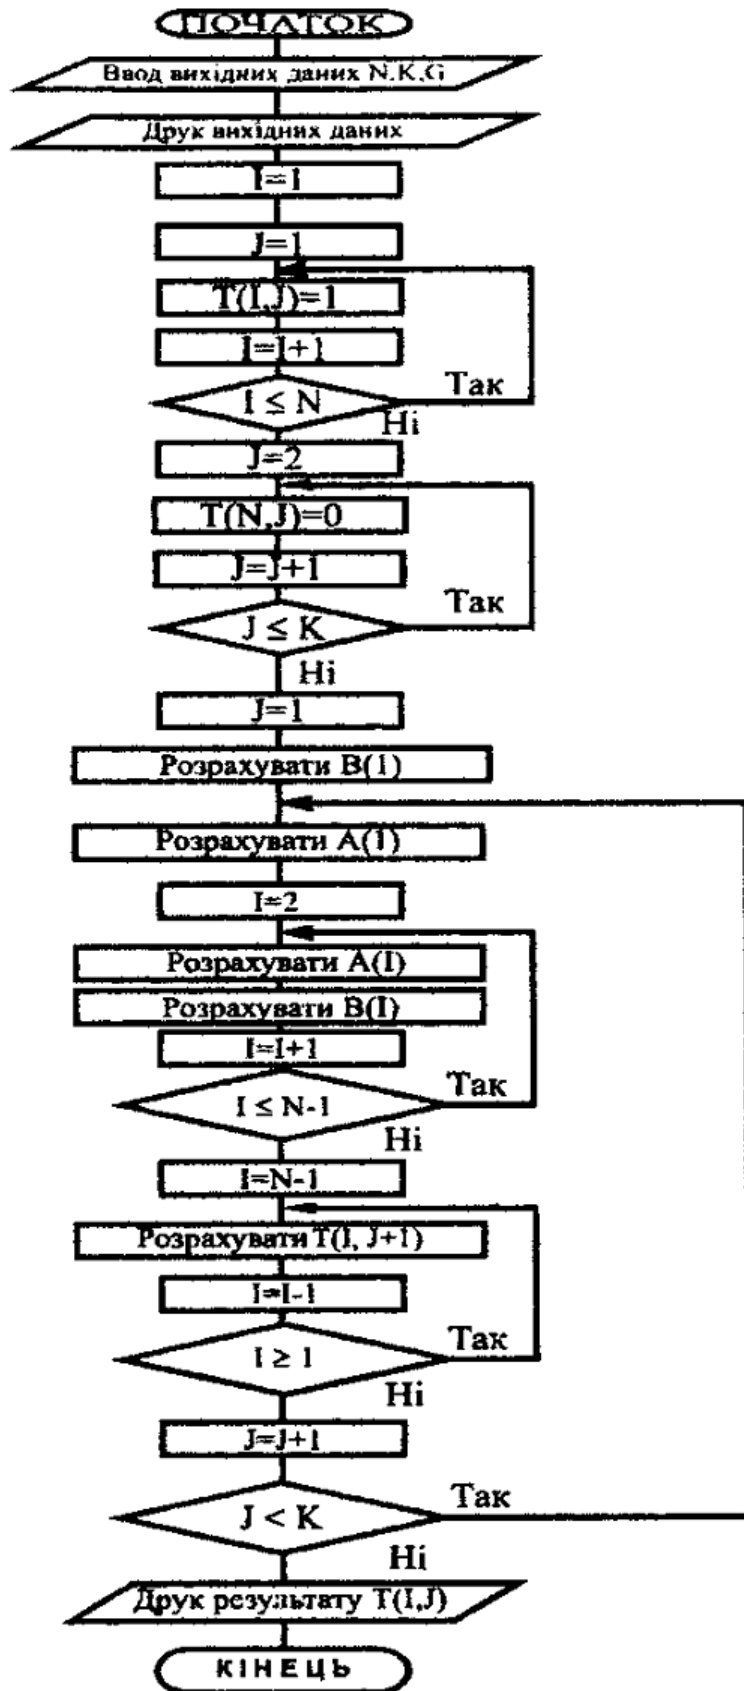 ПОЧАТОК
Ввод вихідних даних N,K,G
Друк вихідних даних
I=1
J=1
T(I,J)=1
I=I+1
I ≤ N
Так
Ні
J=2
T(N,J)=0
J=J+1
J ≤ K
Так
Ні
J=1
Розрахувати B(1)
Розрахувати A(1)
I=2
Розрахувати A(I)
Розрахувати B(I)
I=I+1
I ≤ N-1
Так
Ні
I=N-1
Розрахувати T(I, J+1)
I=I-1
I ≥ 1
Так
Ні
J=J+1
J < K
Так
Ні
Друк результату T(I,J)
КІНЕЦЬ